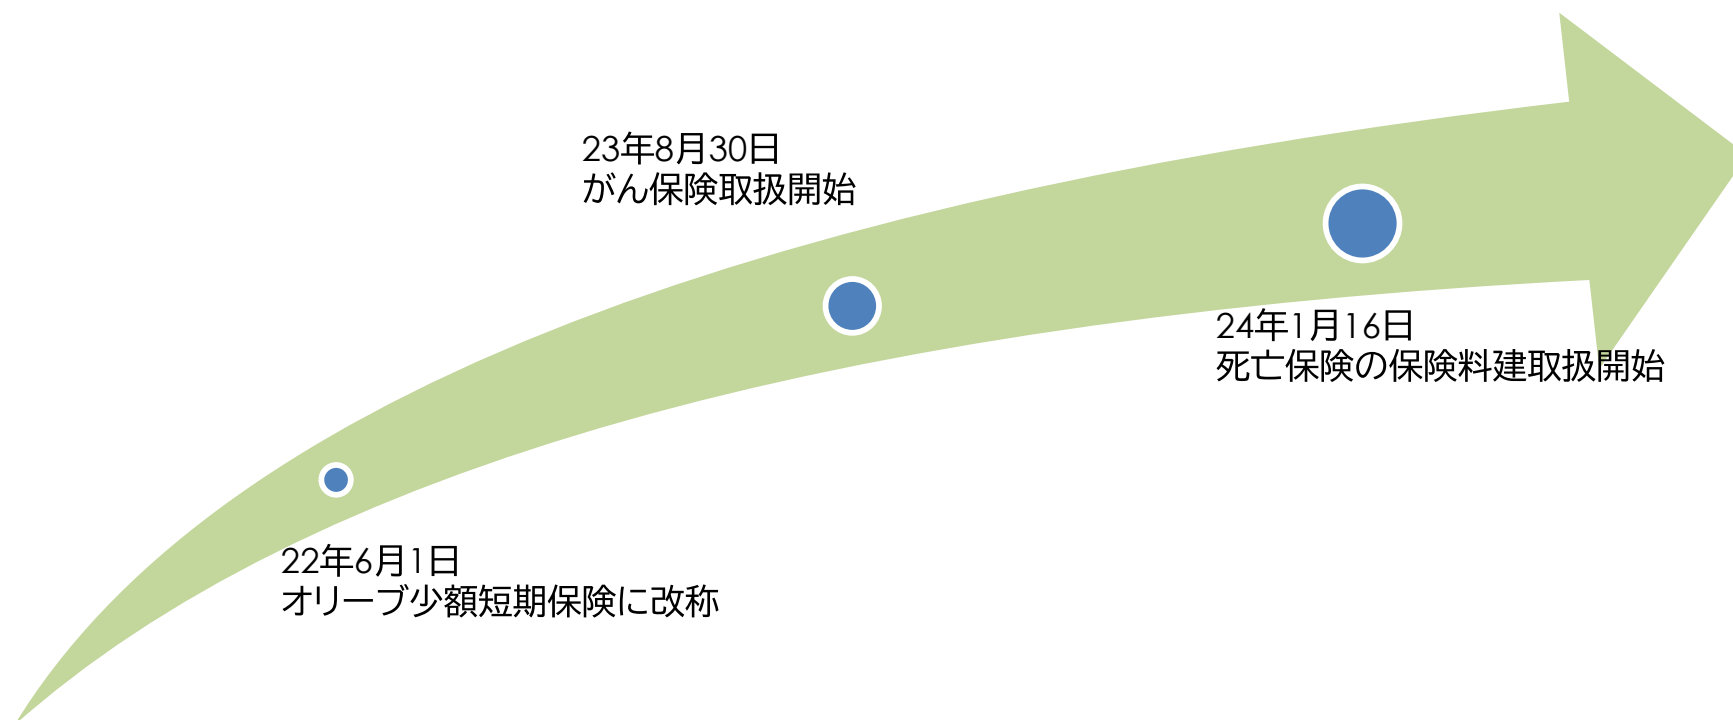 23年8月30日
がん保険取扱開始
24年1月16日
死亡保険の保険料建取扱開始
22年6月1日
オリーブ少額短期保険に改称